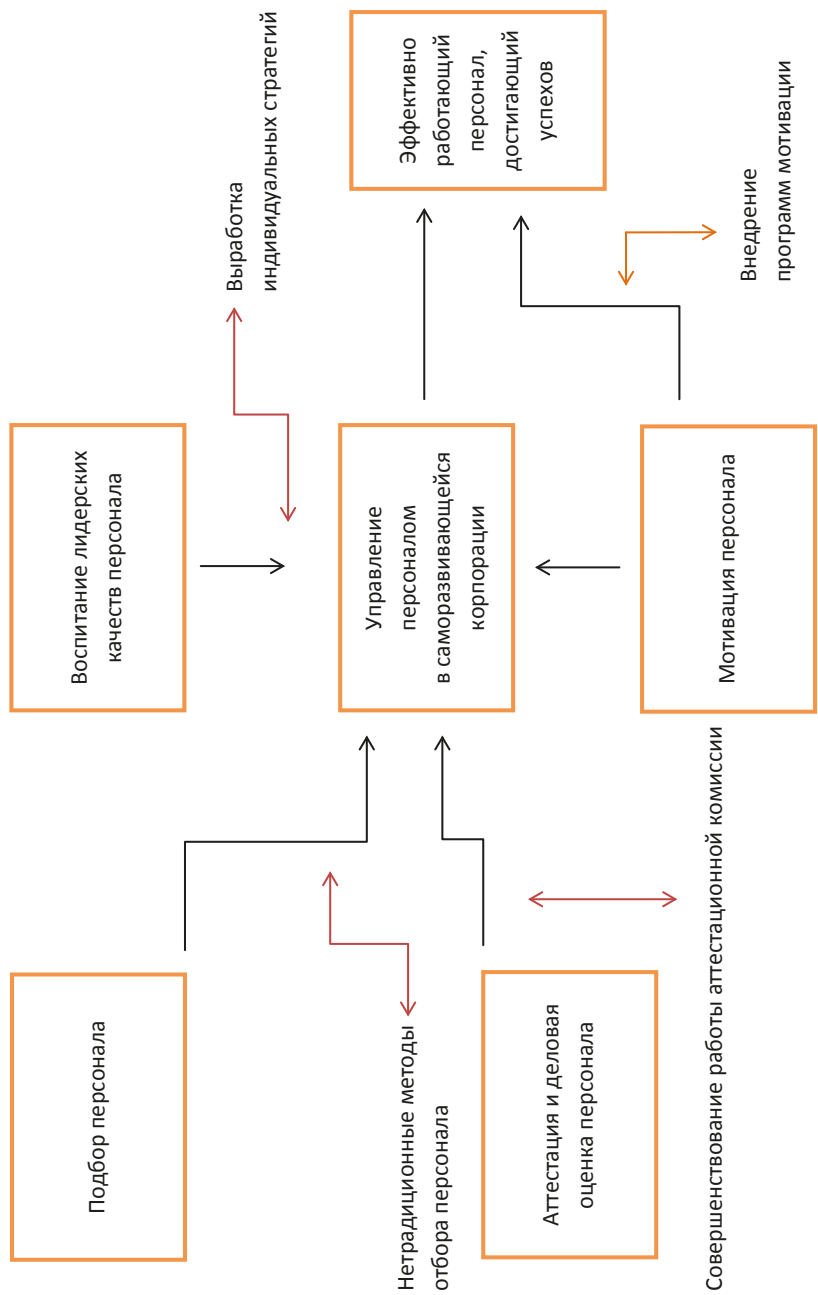 Подбор персонала
Нетрадиционные методы
отбора персонала
Аттестация и деловая
оценка персонала
Совершенствование работы аттестационной комиссии
Воспитание лидерских
качеств персонала
Выработка
индивидуальных стратегий
Управление
персоналом
в саморазвивающейся
корпорации
Мотивация персонала
Эффективно
работающий
персонал,
достигающий
успехов
Внедрение
программ мотивации